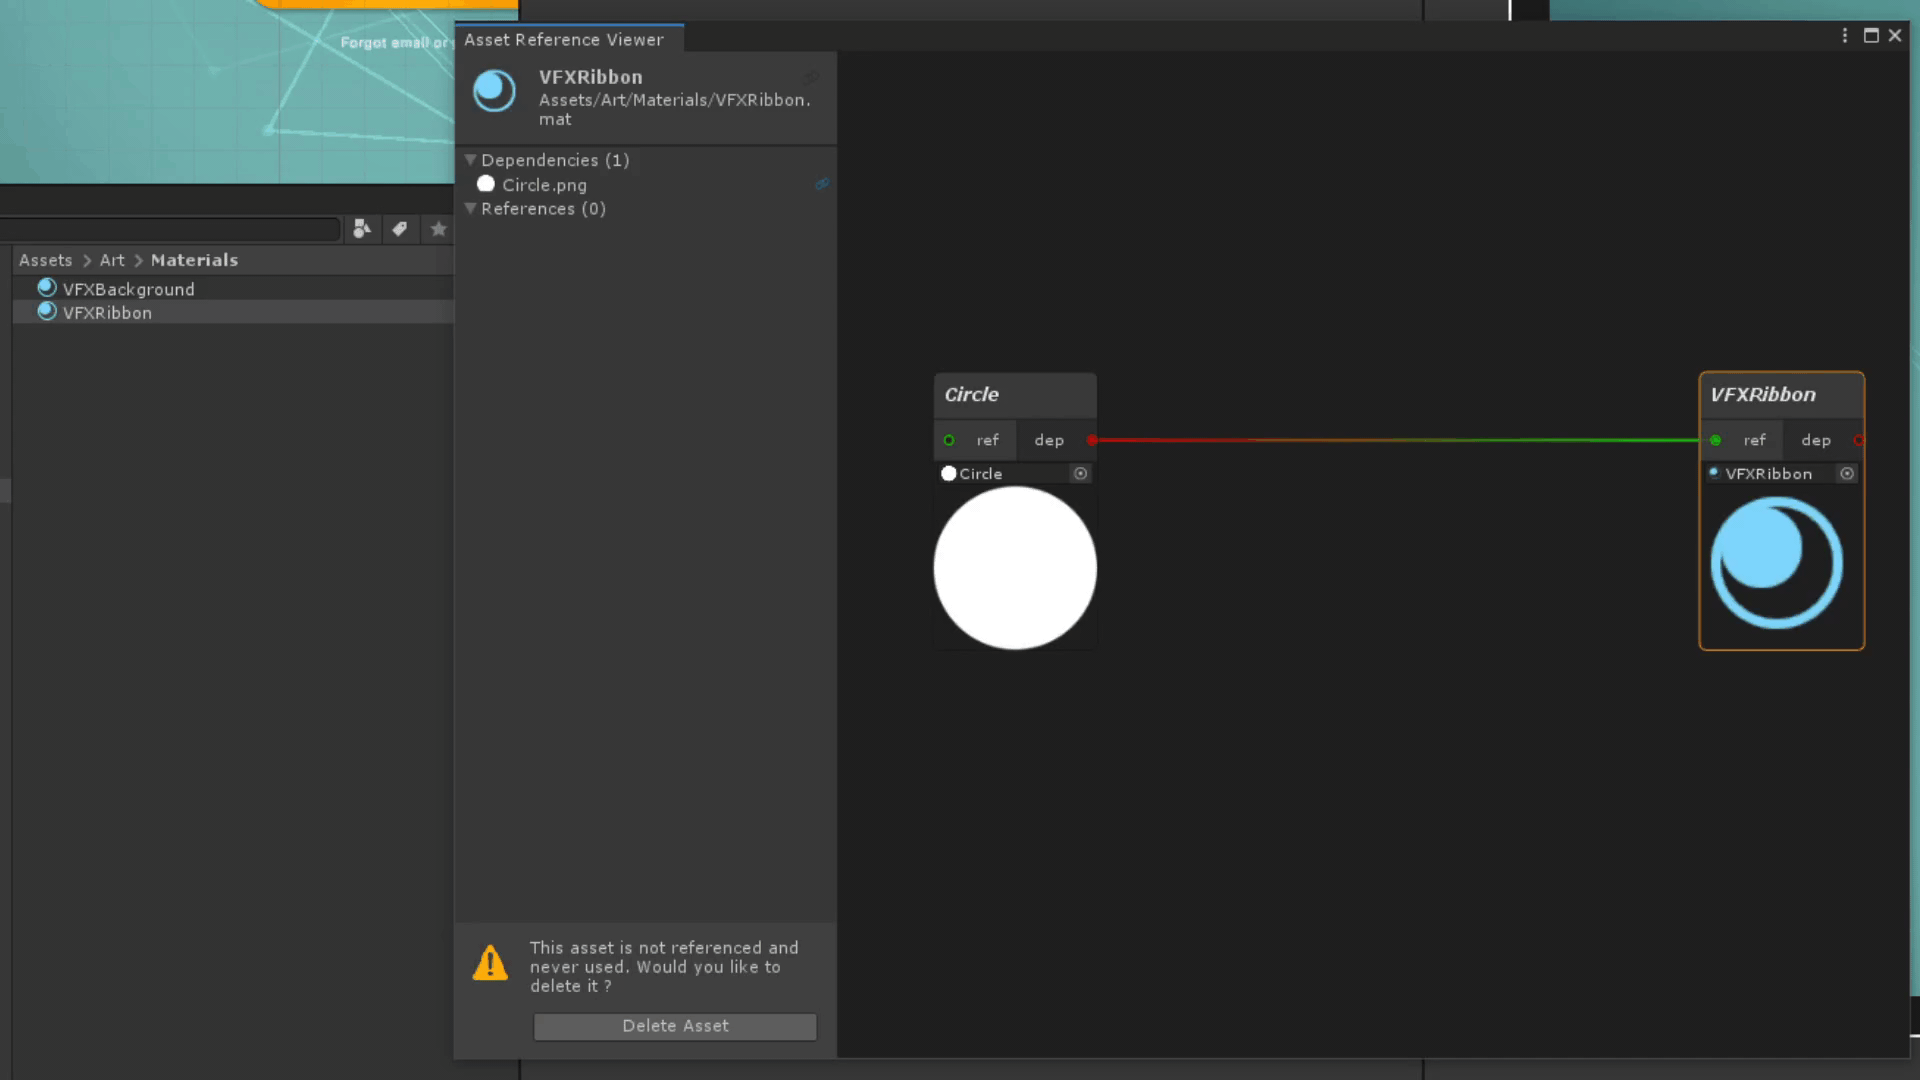 Forgot email or
Asset Reference Viewer
VFXRibbon
Assets/Art/Materials/VFXRibbon.
mat
Dependencies (1)
Circle.png
References (0)
Assets > Art > Materials
VFXBackground
VFXRibbon
Circle
ref dep
Circle
VFXRibbon
ref dep
VFXRibbon
This asset is not referenced and
never used. Would you like to
delete it ?
Delete Asset